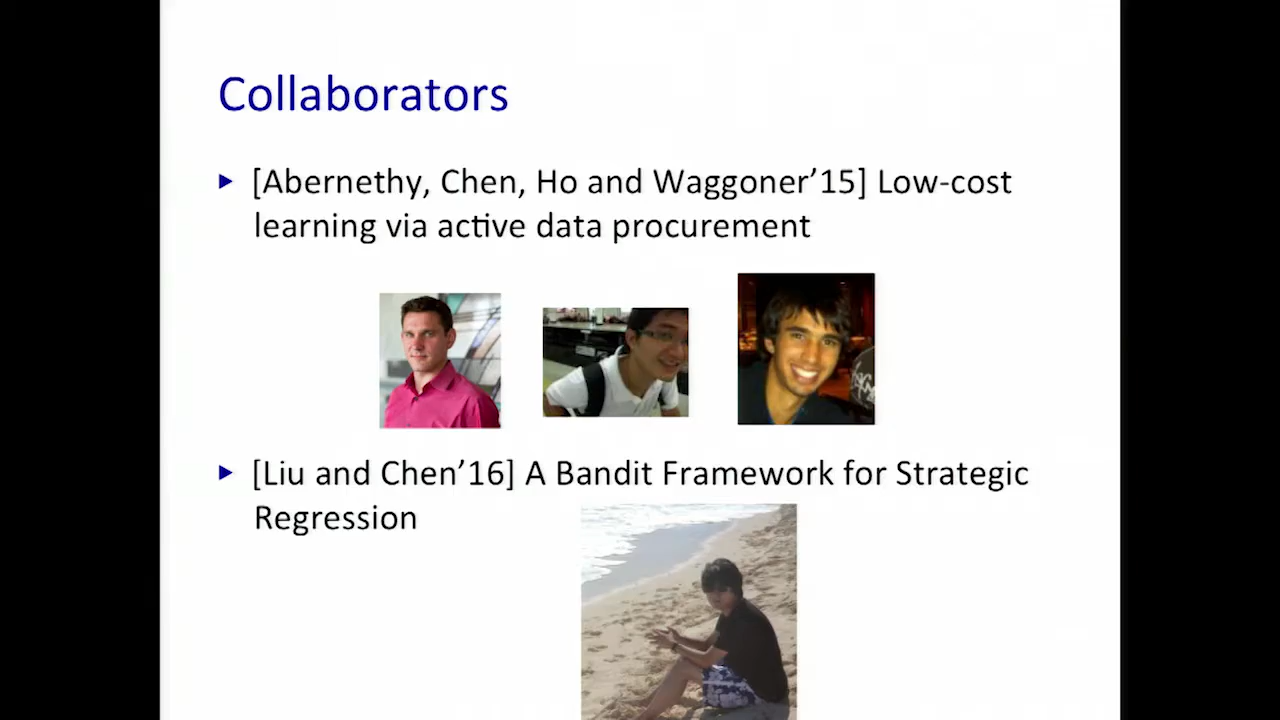 Collaborators
▶ [Abernethy, Chen, Ho and Waggoner’15] Low-cost
learning via active data procurement
▶ [Liu and Chen’16] A Bandit Framework for Strategic
Regression